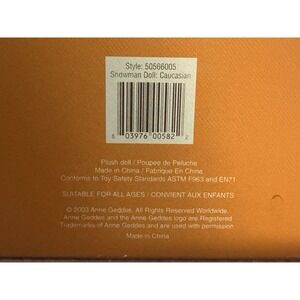 Style: 50566005
Snowman Doll: Caucasian
6 03976 00582 2
Plush doll / Poupee de Peluche
Made in China / Fabrique En China
Conforms to Toy Safety Standards ASTM F963 and EN71
SUITABLE FOR ALL AGES / CONVIENT AUX ENFANTS
© 2003 Anne Geddes. All Rights Reserved Worldwide.
Anne Geddes and the Anne Geddes logo are Registered
Trademarks of Anne Geddes and are used with permission
Made in China